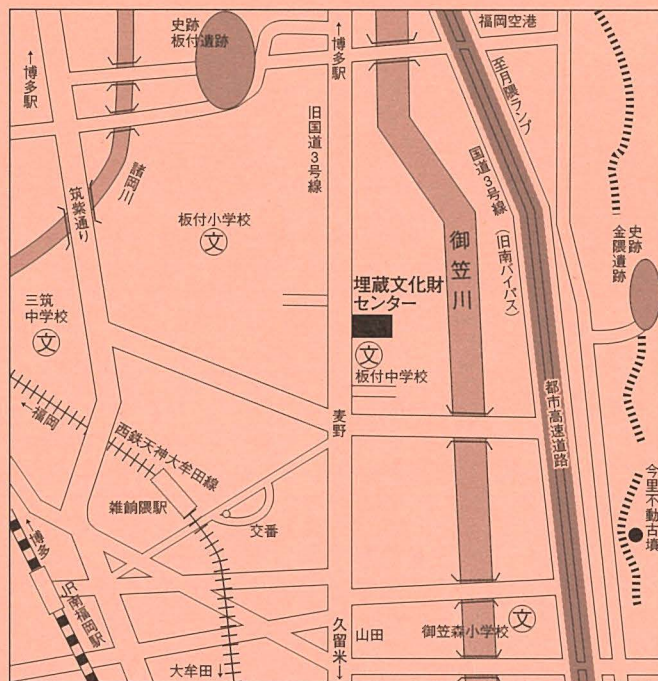 史跡
板付遺跡
↑博多駅
↑博多駅
福岡空港
至月隈ランプ
旧国道3号線
諸岡川
筑紫通り
国道3号線(旧南バイパス)
御笠川
史跡
金隈遺跡
板付小学校
文
埋蔵文化財
センター
三筑
中学校
文
文
板付中学校
←福岡
西鉄天神大牟田線
麦野
都市高速道路
雑餉隈駅
交番
今里不動古墳
↑博多
JR南福岡駅
久留米→
山田
御笠森小学校
文
大牟田↓